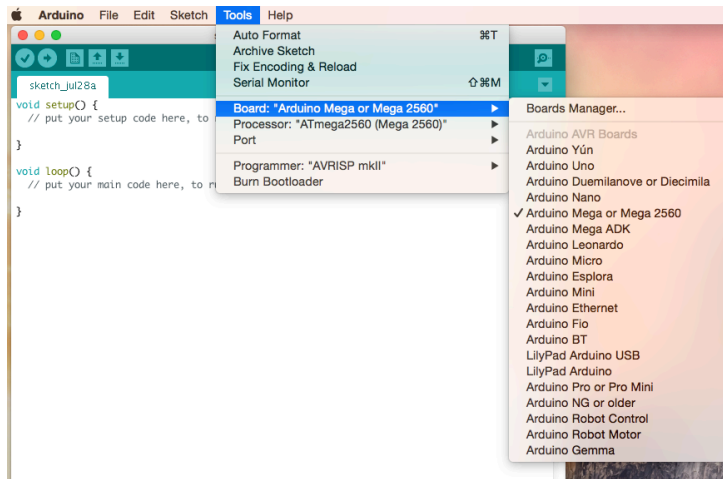 Arduino File Edit Sketch Tools Help
Auto Format ⌘T
Archive Sketch
Fix Encoding & Reload
Serial Monitor ⇧⌘M
Board: "Arduino Mega or Mega 2560"
Processor: "ATmega2560 (Mega 2560)"
Port
Programmer: "AVRISP mkII"
Burn Bootloader
sketch_jul28a
void setup() {
// put your setup code here, to
}
void loop() {
// put your main code here, to
}
Boards Manager...
Arduino AVR Boards
Arduino Yún
Arduino Uno
Arduino Duemilanove or Diecimila
Arduino Nano
✓ Arduino Mega or Mega 2560
Arduino Mega ADK
Arduino Leonardo
Arduino Micro
Arduino Esplora
Arduino Mini
Arduino Ethernet
Arduino Fio
Arduino BT
LilyPad Arduino USB
LilyPad Arduino
Arduino Pro or Pro Mini
Arduino NG or older
Arduino Robot Control
Arduino Robot Motor
Arduino Gemma